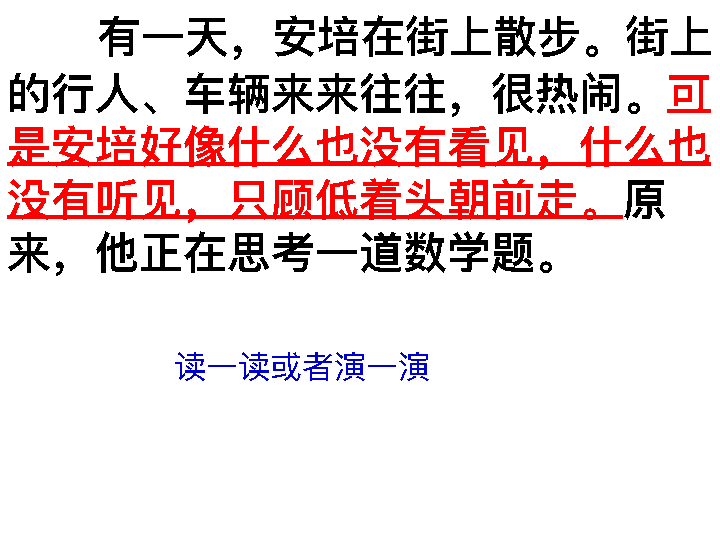 有一天，安培在街上散步。街上
的行人、车辆来来往往，很热闹。可
是安培好像什么也没有看见，什么也
没有听见，只顾低着头朝前走。原
来，他正在思考一道数学题。
读一读或者演一演